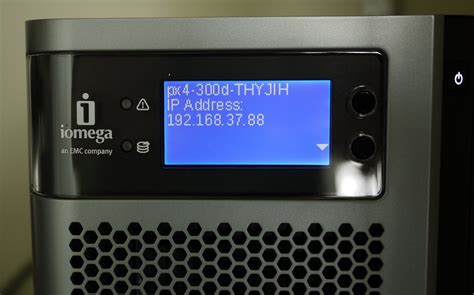 px4-300d-THYJIH
IP Address:
192.168.37.88
iomega
an EMC company